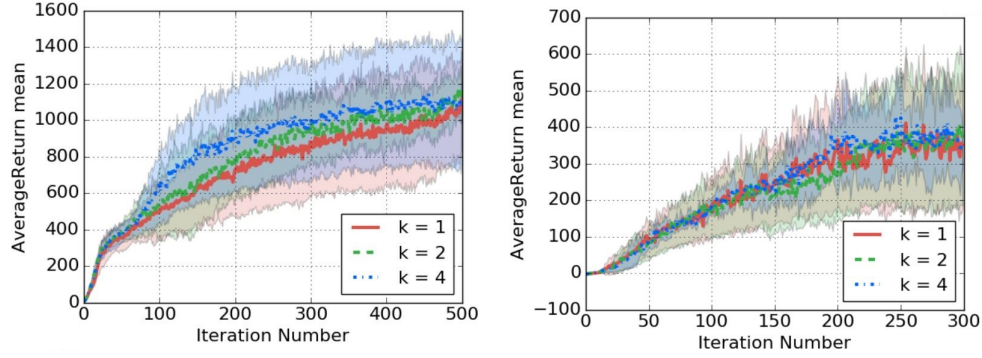 AverageReturn mean
1600
1400
1200
1000
800
600
400
200
0
0 100 200 300 400 500
Iteration Number
k = 1
k = 2
k = 4
AverageReturn mean
700
600
500
400
300
200
100
0
−100
0 50 100 150 200 250 300
Iteration Number
k = 1
k = 2
k = 4